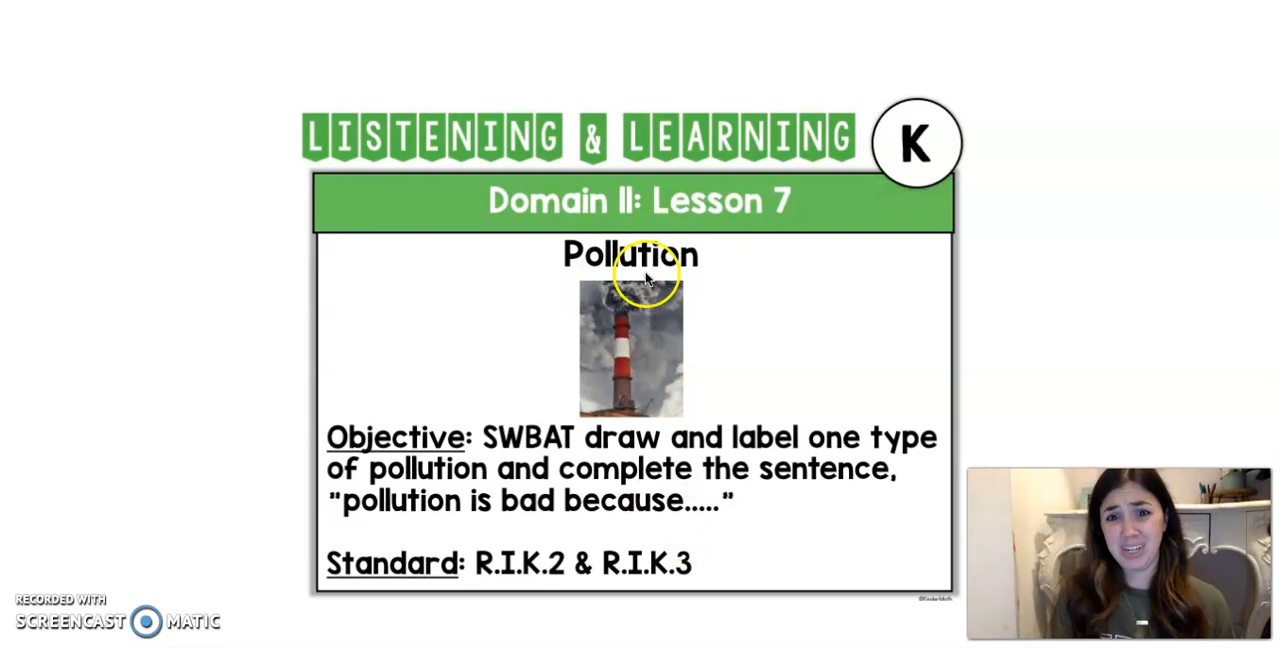 LISTENING & LEARNING
K
Domain 11: Lesson 7
Pollution
Objective: SWBAT draw and label one type
of pollution and complete the sentence,
"pollution is bad because....."
Standard: R.I.K.2 & R.I.K.3
RECORDED WITH
SCREENCAST MATIC